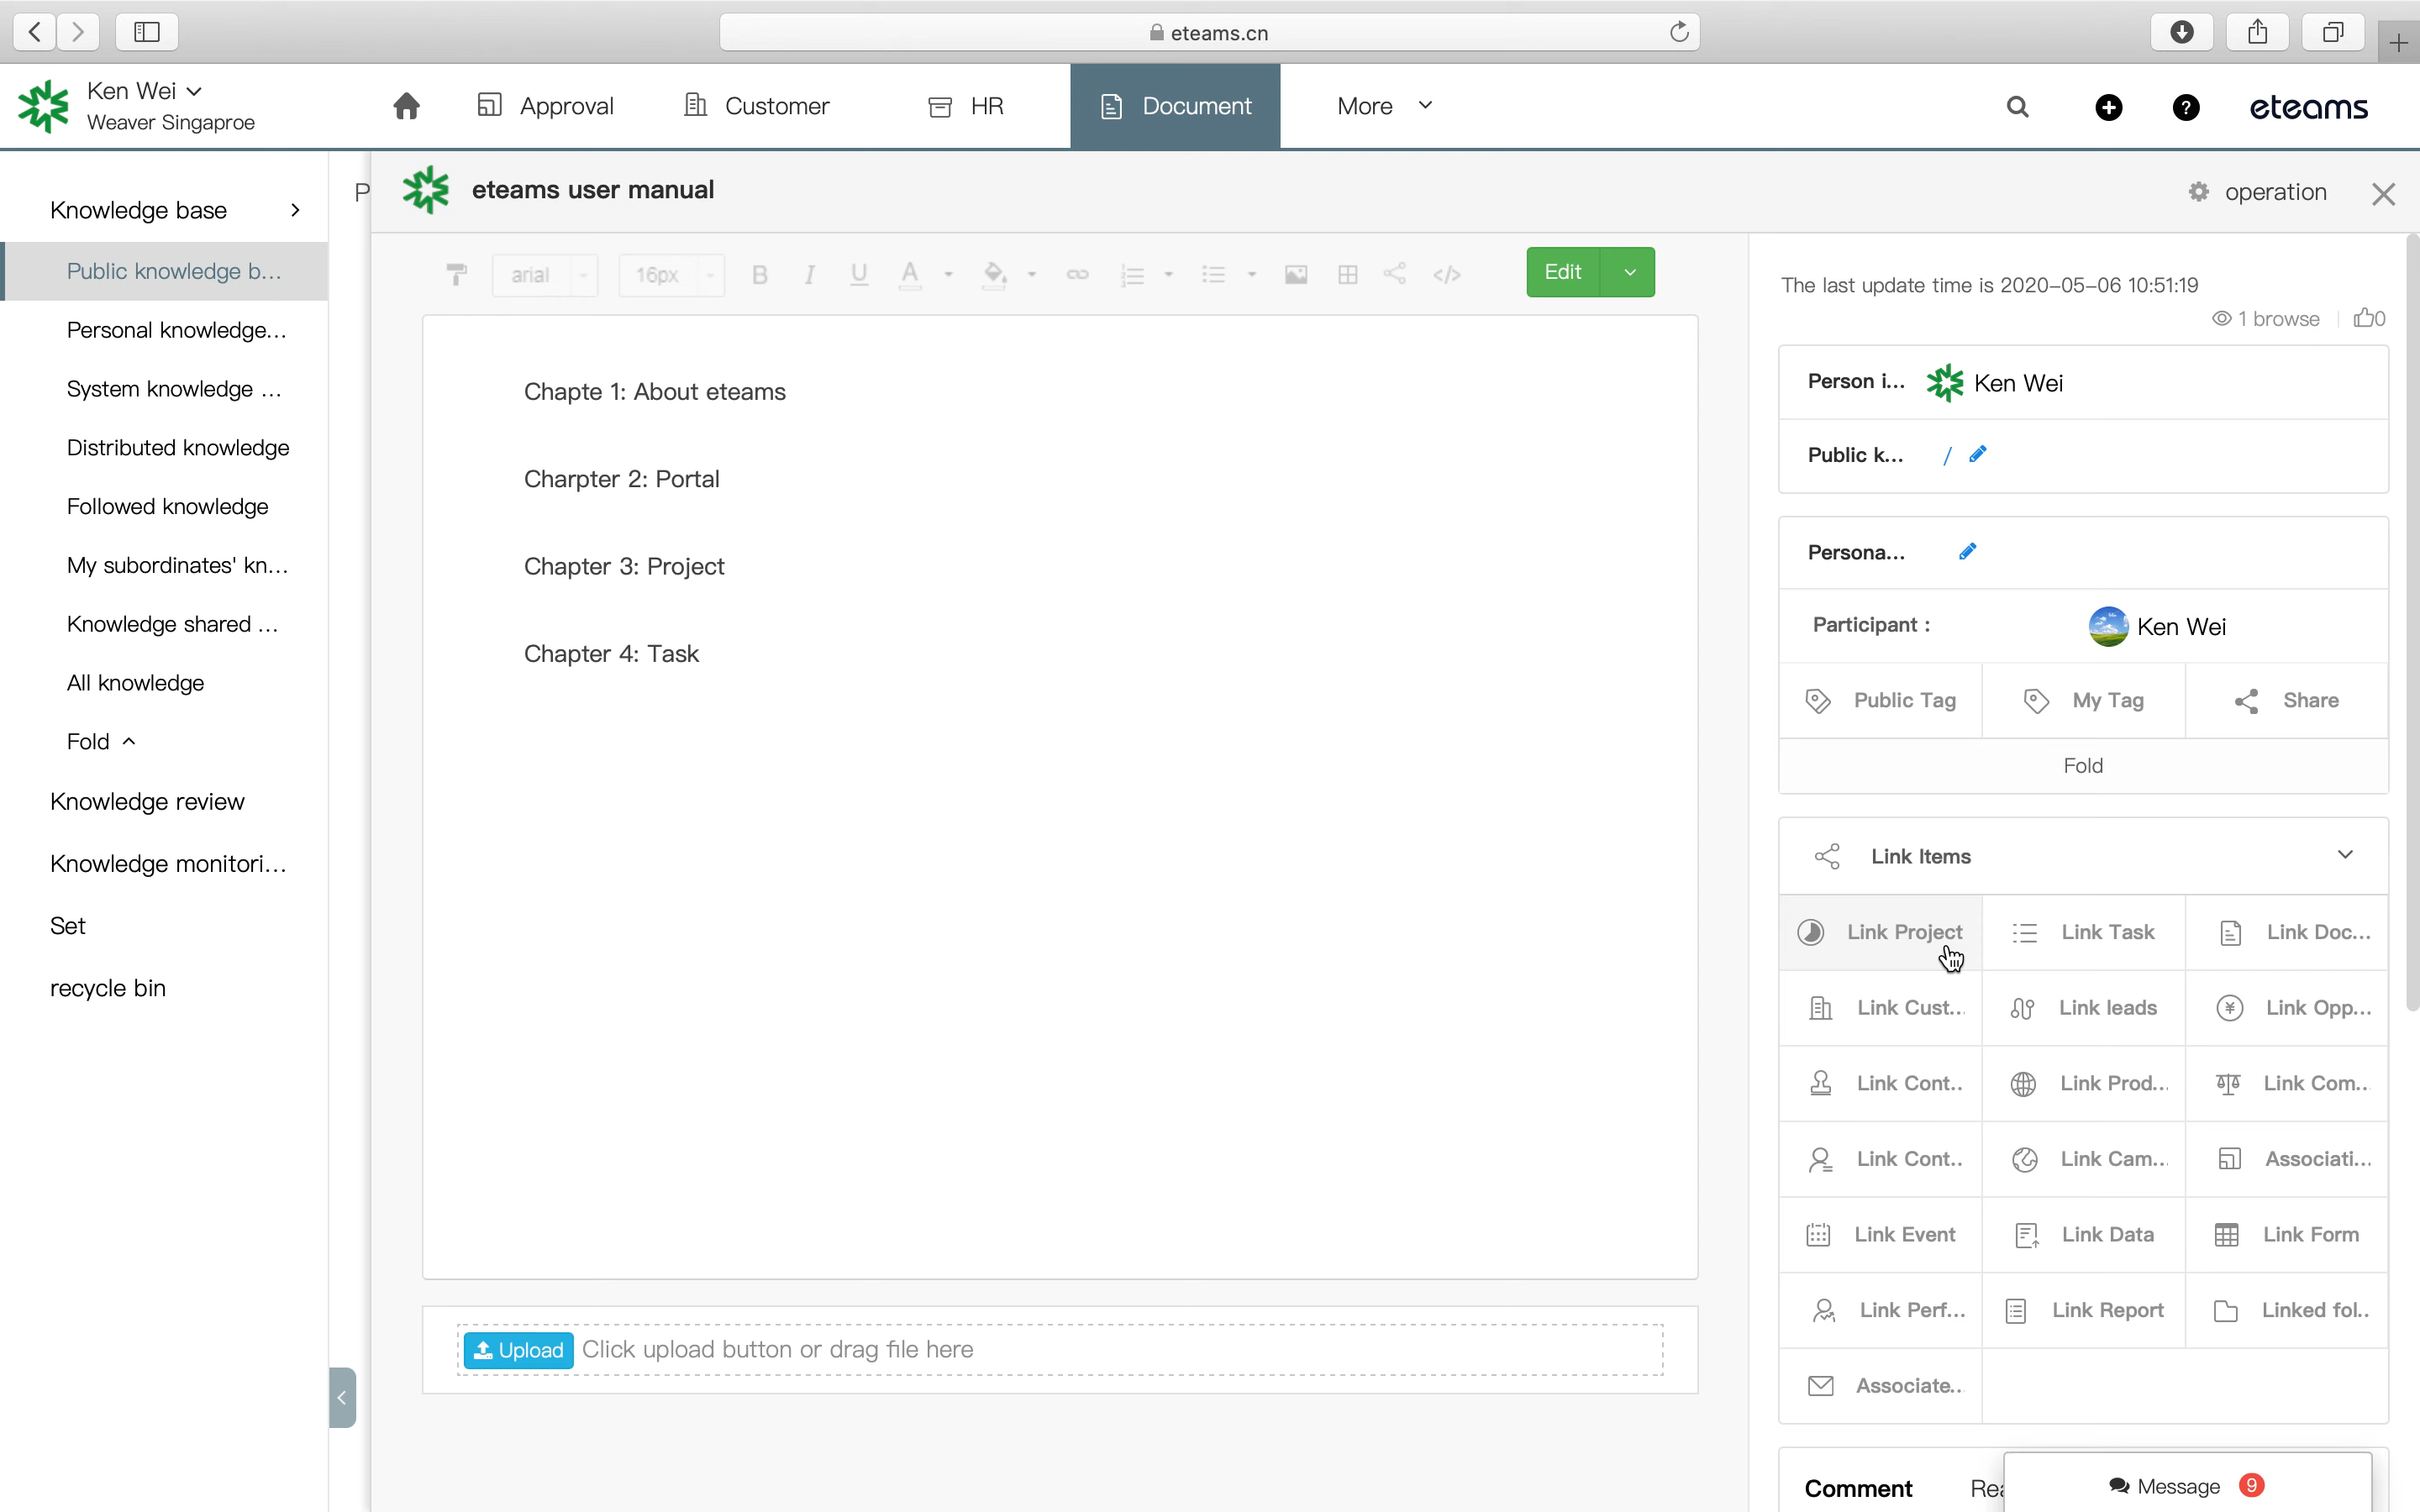 eteams.cn
Ken Wei
Weaver Singaproe
Approval
Customer
HR
Document
More
eteams
Knowledge base
Public knowledge b...
Personal knowledge...
System knowledge ...
Distributed knowledge
Followed knowledge
My subordinates' kn...
Knowledge shared ...
All knowledge
Fold
Knowledge review
Knowledge monitori...
Set
recycle bin
P
eteams user manual
operation
arial
16px
B I U A
</>
Edit
Chapte 1: About eteams
Charpter 2: Portal
Chapter 3: Project
Chapter 4: Task
Upload Click upload button or drag file here
The last update time is 2020-05-06 10:51:19
1 browse
0
Person i... Ken Wei
Public k... /
Persona...
Participant : Ken Wei
Public Tag
My Tag
Share
Fold
Link Items
Link Project
Link Task
Link Doc...
Link Cust...
Link leads
Link Opp...
Link Cont..
Link Prod...
Link Com...
Link Cont..
Link Cam...
Associati...
Link Event
Link Data
Link Form
Link Perf...
Link Report
Linked fol..
Associate..
Comment
Message 9